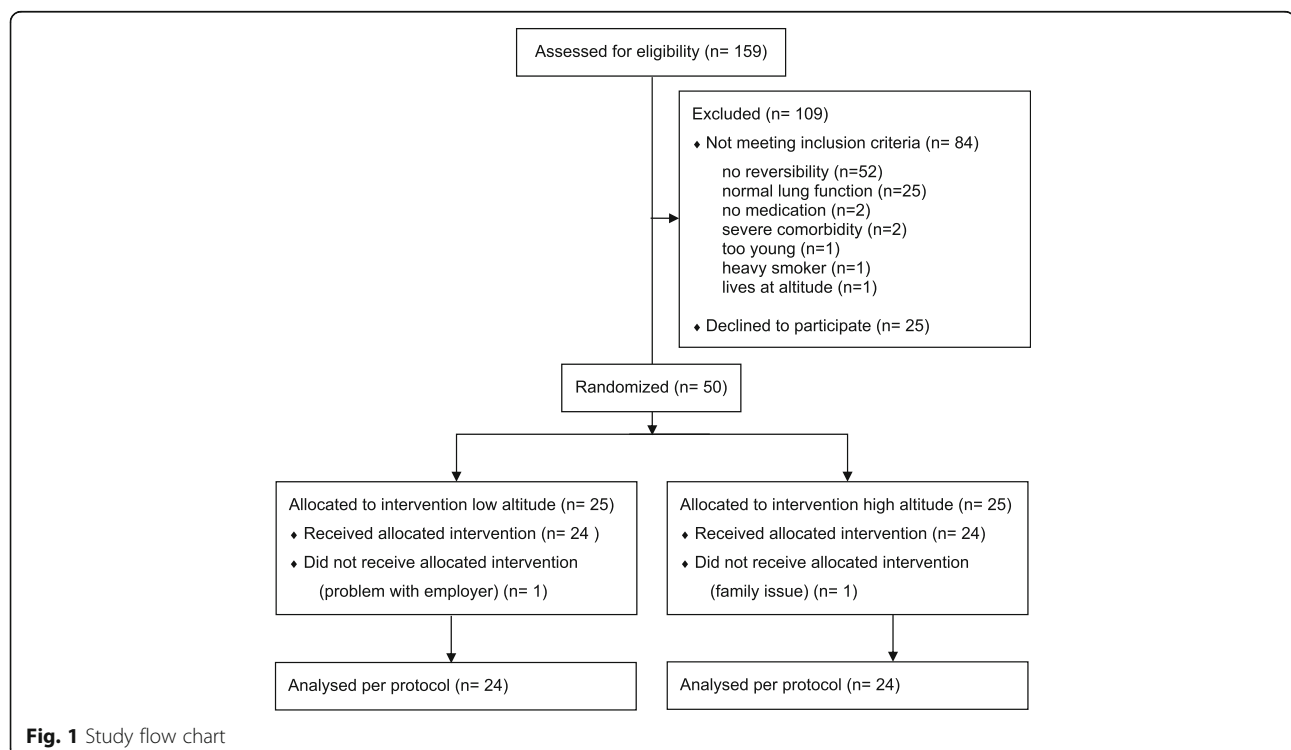 Assessed for eligibility (n= 159)
Excluded (n= 109)
♦ Not meeting inclusion criteria (n= 84)
no reversibility (n=52)
normal lung function (n=25)
no medication (n=2)
severe comorbidity (n=2)
too young (n=1)
heavy smoker (n=1)
lives at altitude (n=1)
♦ Declined to participate (n= 25)
Randomized (n= 50)
Allocated to intervention low altitude (n= 25)
♦ Received allocated intervention (n= 24 )
♦ Did not receive allocated intervention
(problem with employer) (n= 1)
Allocated to intervention high altitude (n= 25)
♦ Received allocated intervention (n= 24)
♦ Did not receive allocated intervention
(family issue) (n= 1)
Analysed per protocol (n= 24)
Analysed per protocol (n= 24)
Fig. 1 Study flow chart